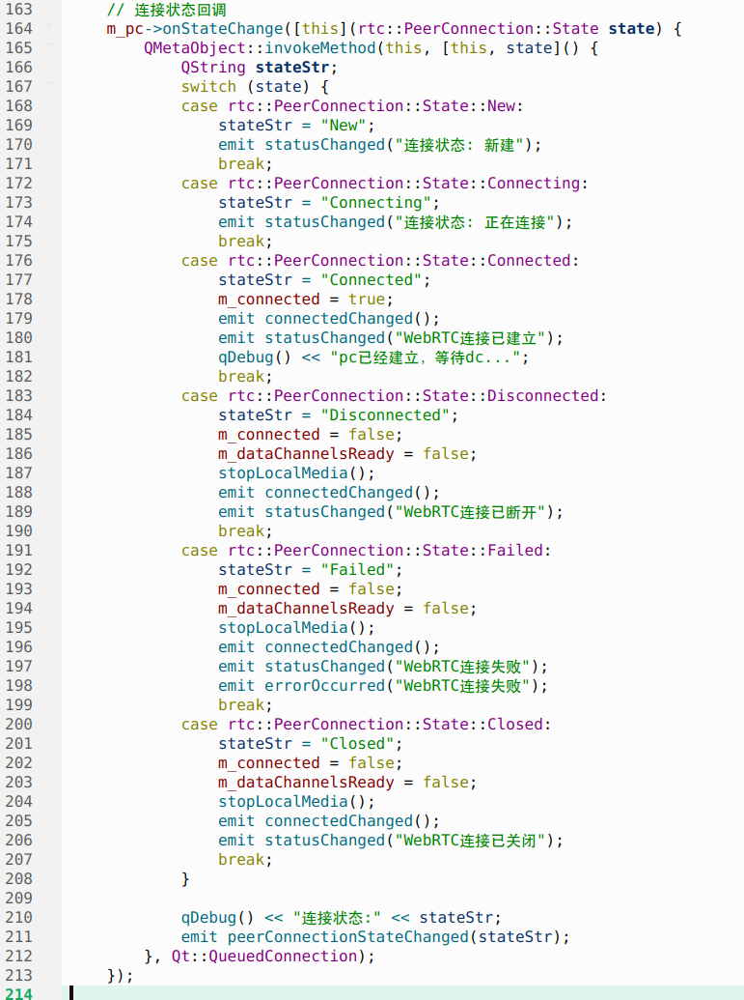 163 // 连接状态回调
164 m_pc->onStateChange([this](rtc::PeerConnection::State state) {
165 QMetaObject::invokeMethod(this, [this, state]() {
166 QString stateStr;
167 switch (state) {
168 case rtc::PeerConnection::State::New:
169 stateStr = "New";
170 emit statusChanged("连接状态: 新建");
171 break;
172 case rtc::PeerConnection::State::Connecting:
173 stateStr = "Connecting";
174 emit statusChanged("连接状态: 正在连接");
175 break;
176 case rtc::PeerConnection::State::Connected:
177 stateStr = "Connected";
178 m_connected = true;
179 emit connectedChanged();
180 emit statusChanged("WebRTC连接已建立");
181 qDebug() << "pc已经建立，等待dc...";
182 break;
183 case rtc::PeerConnection::State::Disconnected:
184 stateStr = "Disconnected";
185 m_connected = false;
186 m_dataChannelsReady = false;
187 stopLocalMedia();
188 emit connectedChanged();
189 emit statusChanged("WebRTC连接已断开");
190 break;
191 case rtc::PeerConnection::State::Failed:
192 stateStr = "Failed";
193 m_connected = false;
194 m_dataChannelsReady = false;
195 stopLocalMedia();
196 emit connectedChanged();
197 emit statusChanged("WebRTC连接失败");
198 emit errorOccurred("WebRTC连接失败");
199 break;
200 case rtc::PeerConnection::State::Closed:
201 stateStr = "Closed";
202 m_connected = false;
203 m_dataChannelsReady = false;
204 stopLocalMedia();
205 emit connectedChanged();
206 emit statusChanged("WebRTC连接已关闭");
207 break;
208 }
209
210 qDebug() << "连接状态:" << stateStr;
211 emit peerConnectionStateChanged(stateStr);
212 }, Qt::QueuedConnection);
213 });
214